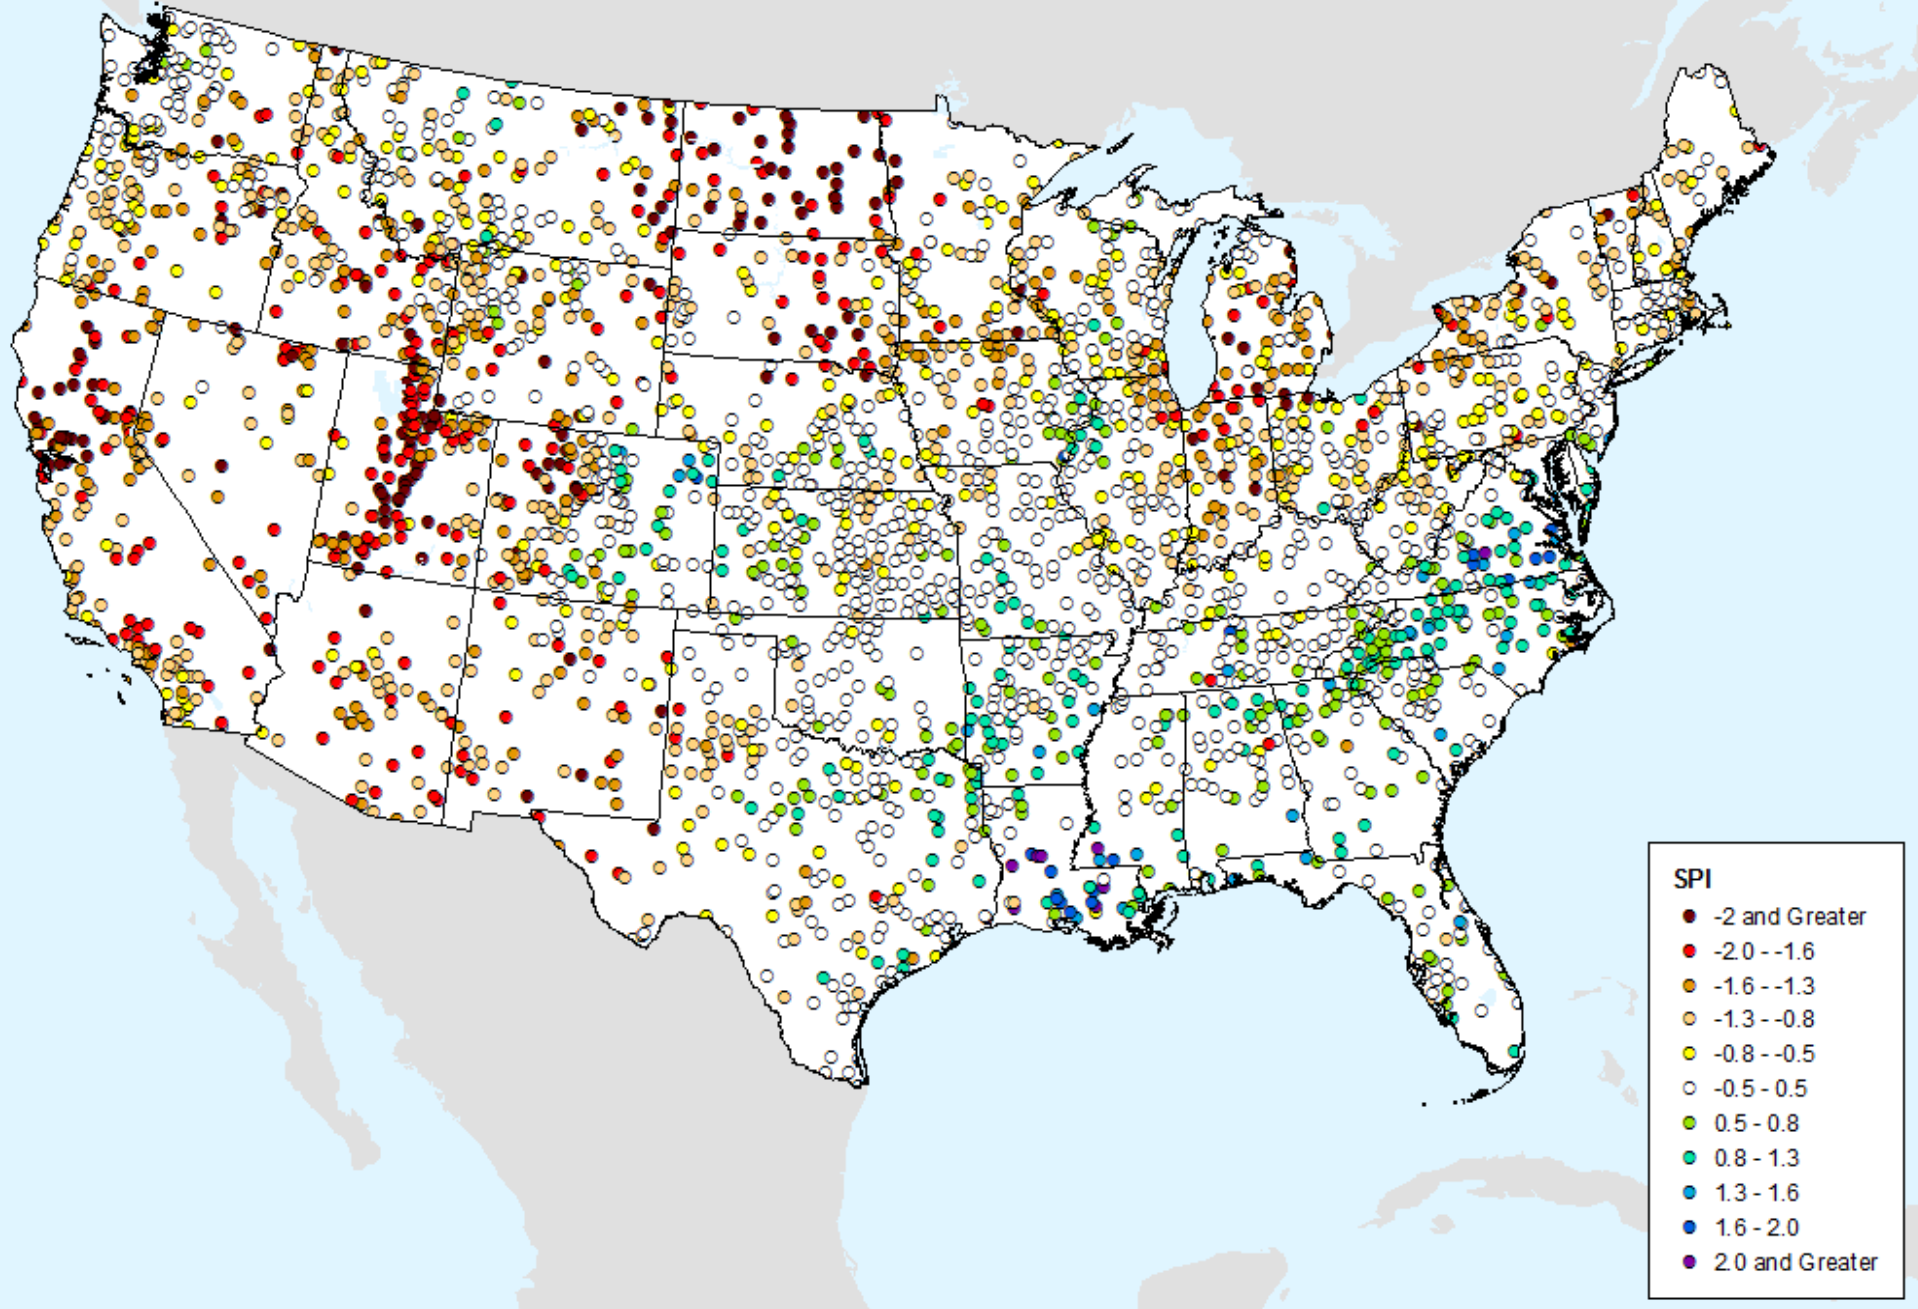 SPI
-2 and Greater
-2.0 - -1.6
-1.6 - -1.3
-1.3 - -0.8
-0.8 - -0.5
-0.5 - 0.5
0.5 - 0.8
0.8 - 1.3
1.3 - 1.6
1.6 - 2.0
2.0 and Greater